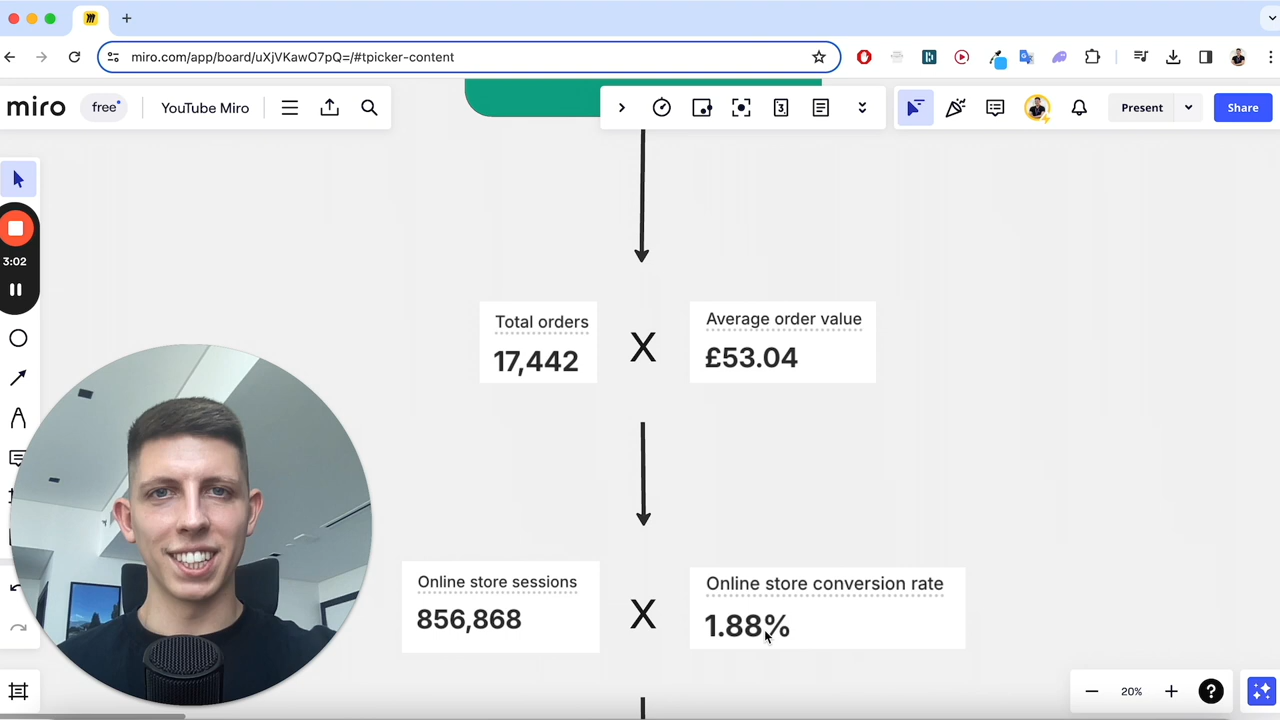 miro.com/app/board/uXjVKawO7pQ=/#tpicker-content
miro
free
YouTube Miro
3
Present
Share
3:02
Total orders
17,442
X
Average order value
£53.04
Online store sessions
856,868
X
Online store conversion rate
1.88%
20%
?